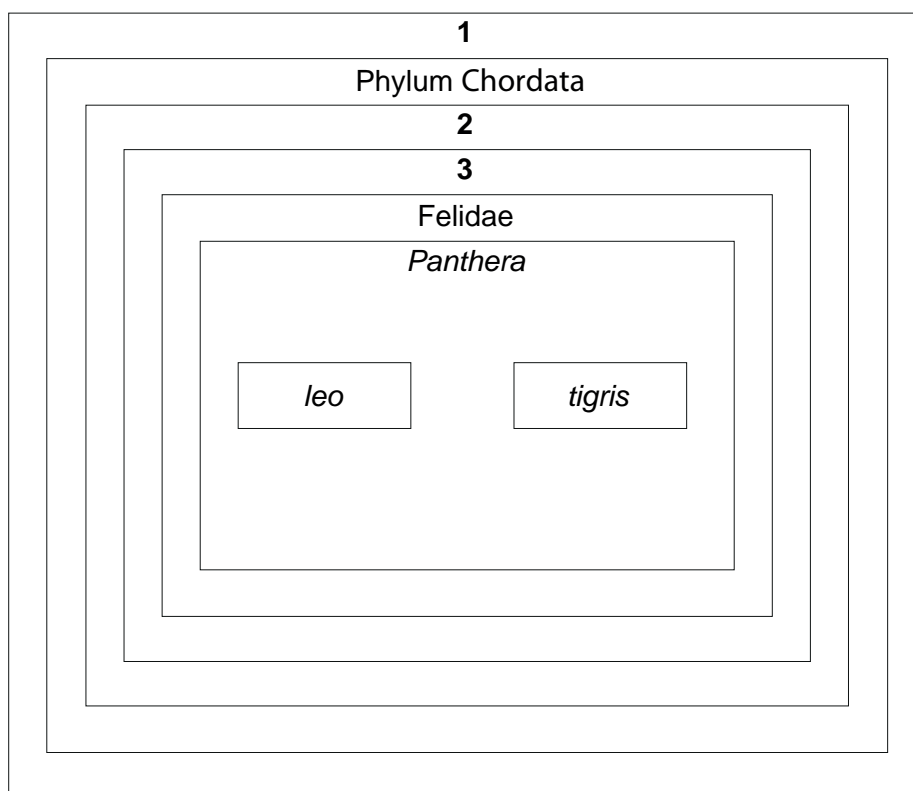 1
Phylum Chordata
2
3
Felidae
Panthera
leo tigris